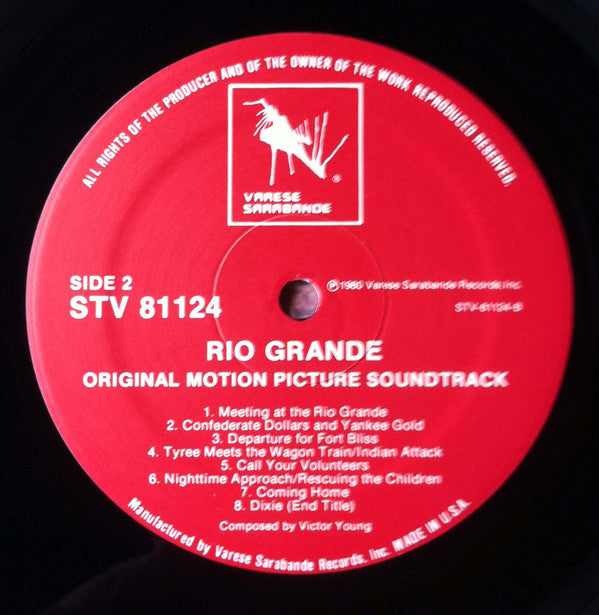 ALL RIGHTS OF THE PRODUCER AND OF THE OWNER OF THE WORK REPRODUCED RESERVED.
VARESE
SARABANDE
®
SIDE 2
STV 81124
℗1980 Varese Sarabande Records, Inc.
STV-81124-B
RIO GRANDE
ORIGINAL MOTION PICTURE SOUNDTRACK
1. Meeting at the Rio Grande
2. Confederate Dollars and Yankee Gold
3. Departure for Fort Bliss
4. Tyree Meets the Wagon Train/Indian Attack
5. Call Your Volunteers
6. Nighttime Approach/Rescuing the Children
7. Coming Home
8. Dixie (End Title)
Composed by Victor Young
Manufactured by Varese Sarabande Records, Inc. MADE IN U.S.A.